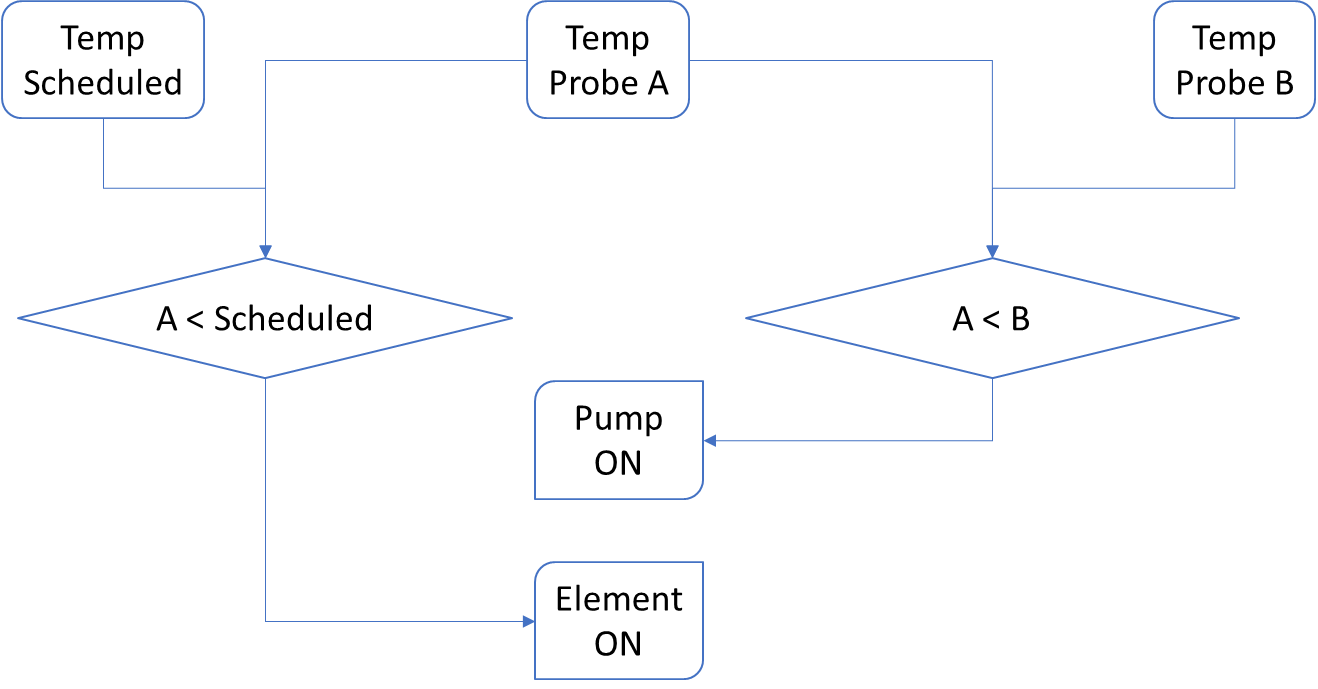 Temp
Scheduled
Temp
Probe A
Temp
Probe B
A < Scheduled
A < B
Pump
ON
Element
ON